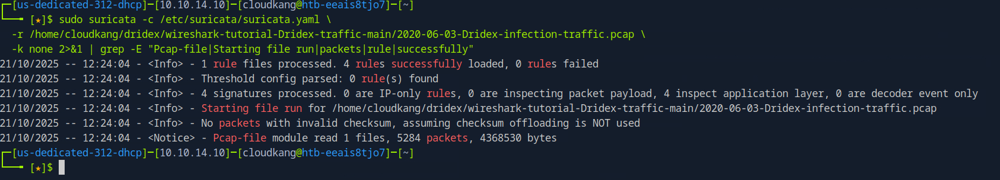 ┌─[us-dedicated-312-dhcp]─[10.10.14.10]─[cloudkang@htb-eeais8tjo7]─[~]
└──╼ [★]$ sudo suricata -c /etc/suricata/suricata.yaml \
  -r /home/cloudkang/dridex/wireshark-tutorial-Dridex-traffic-main/2020-06-03-Dridex-infection-traffic.pcap \
  -k none 2>&1 | grep -E "Pcap-file|Starting file run|packets|rule|successfully"
21/10/2025 -- 12:24:04 - <Info> - 1 rule files processed. 4 rules successfully loaded, 0 rules failed
21/10/2025 -- 12:24:04 - <Info> - Threshold config parsed: 0 rule(s) found
21/10/2025 -- 12:24:04 - <Info> - 4 signatures processed. 0 are IP-only rules, 0 are inspecting packet payload, 4 inspect application layer, 0 are decoder event only
21/10/2025 -- 12:24:04 - <Info> - Starting file run for /home/cloudkang/dridex/wireshark-tutorial-Dridex-traffic-main/2020-06-03-Dridex-infection-traffic.pcap
21/10/2025 -- 12:24:04 - <Info> - No packets with invalid checksum, assuming checksum offloading is NOT used
21/10/2025 -- 12:24:04 - <Notice> - Pcap-file module read 1 files, 5284 packets, 4368530 bytes
┌─[us-dedicated-312-dhcp]─[10.10.14.10]─[cloudkang@htb-eeais8tjo7]─[~]
└──╼ [★]$